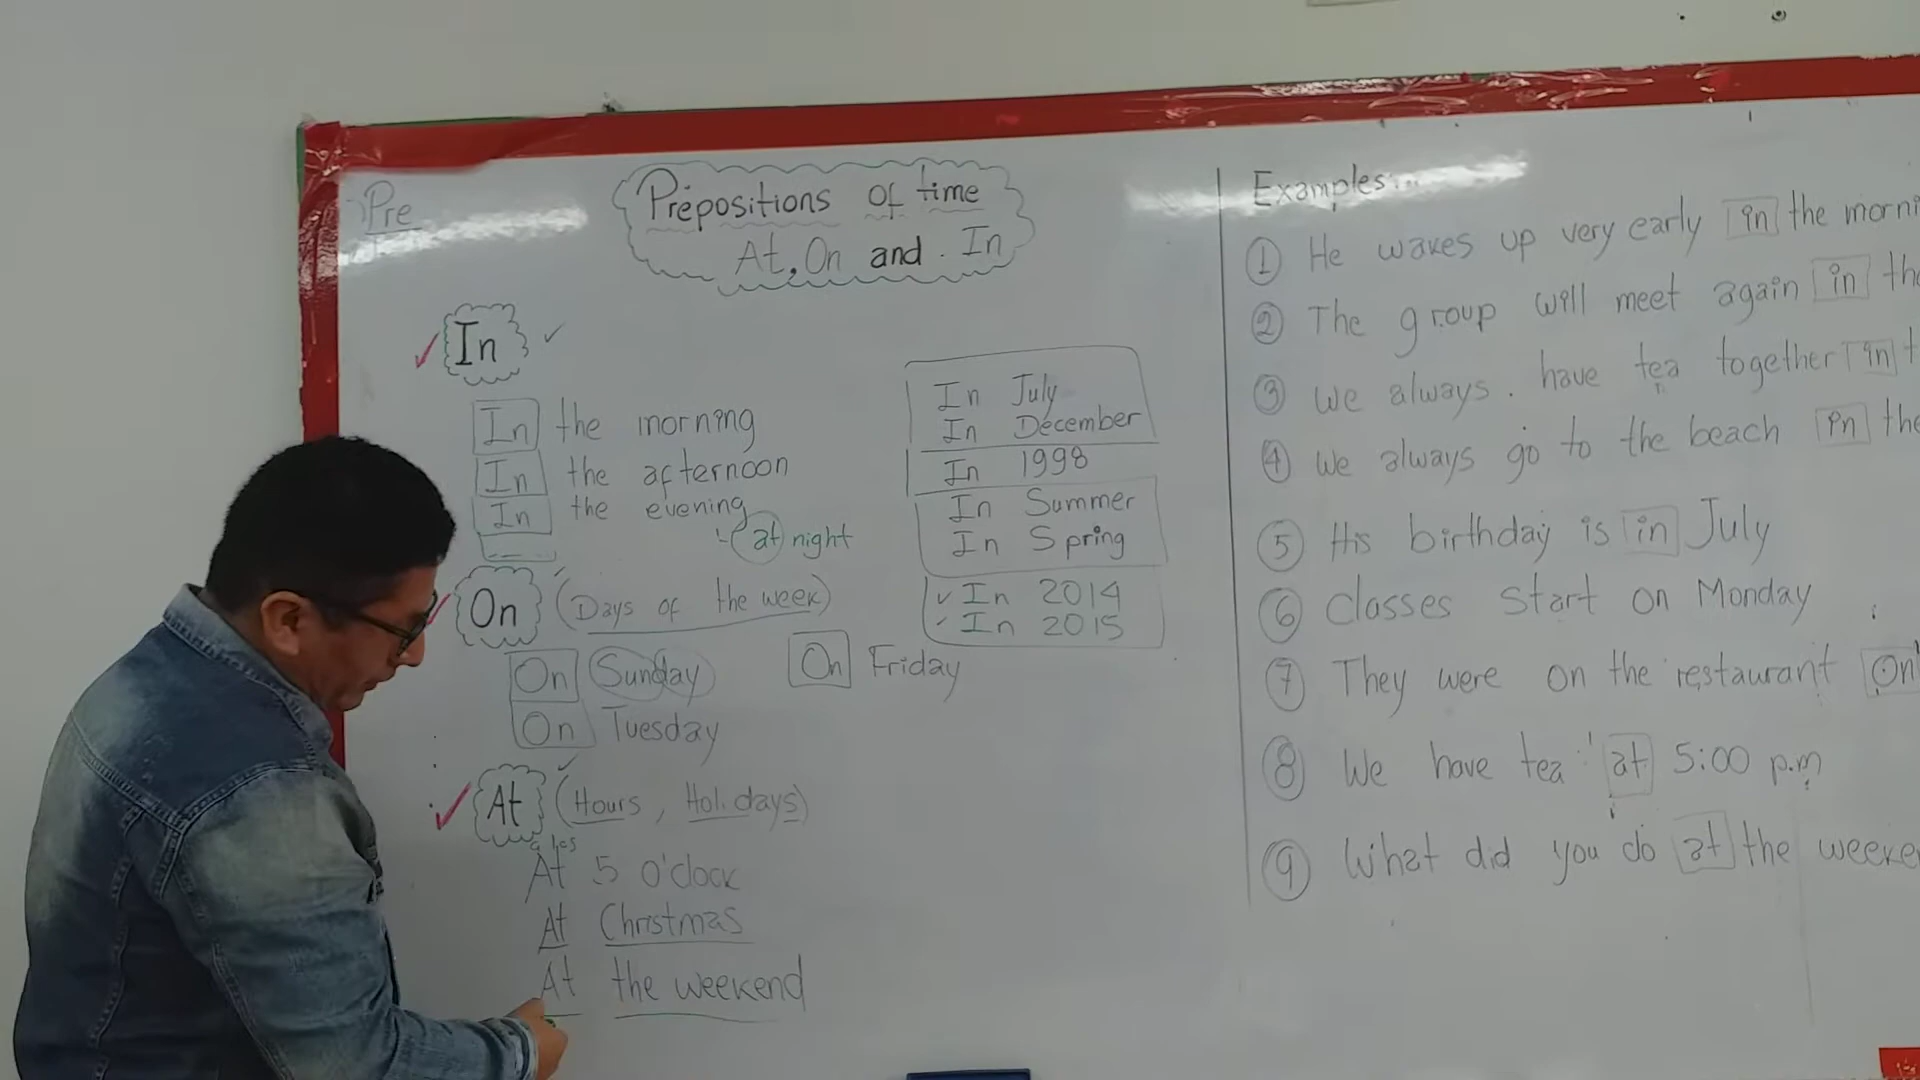 Pre
Prepositions of time
At, On and In
In
In the morning
In the afternoon
In the evening
at night
In July
In December
In 1998
In Summer
In Spring
In 2014
In 2015
On (Days of the week)
On Sunday
On Friday
On Tuesday
At (Hours, Holidays)
a las
At 5 o'clock
At Christmas
At the weekend
Examples...
1 He wakes up very early in the morni
2 The group will meet again in the
3 We always have tea together in t
4 We always go to the beach in the
5 His birthday is in July
6 Classes start on Monday
7 They were on the restaurant On
8 We have tea at 5:00 p.m
9 What did you do at the weeke